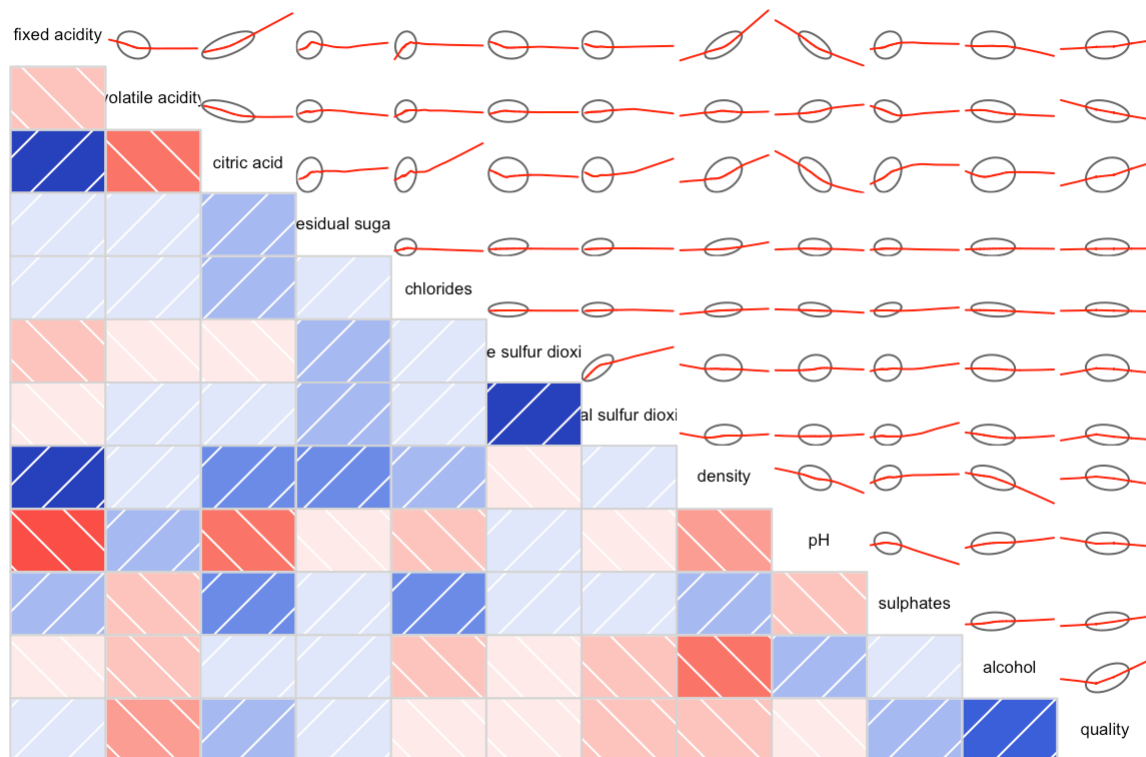 fixed acidity
volatile acidity
citric acid
esidual suga
chlorides
e sulfur dioxi
al sulfur dioxi
density
pH
sulphates
alcohol
quality